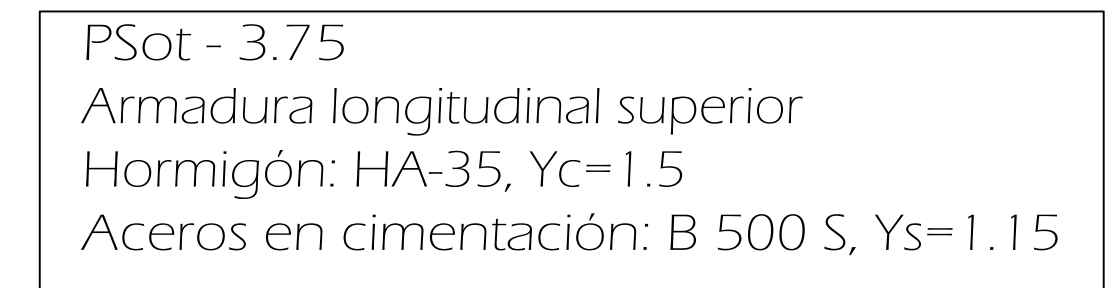 PSot - 3.75
Armadura longitudinal superior
Hormigón: HA-35, Yc=1.5
Aceros en cimentación: B 500 S, Ys=1.15